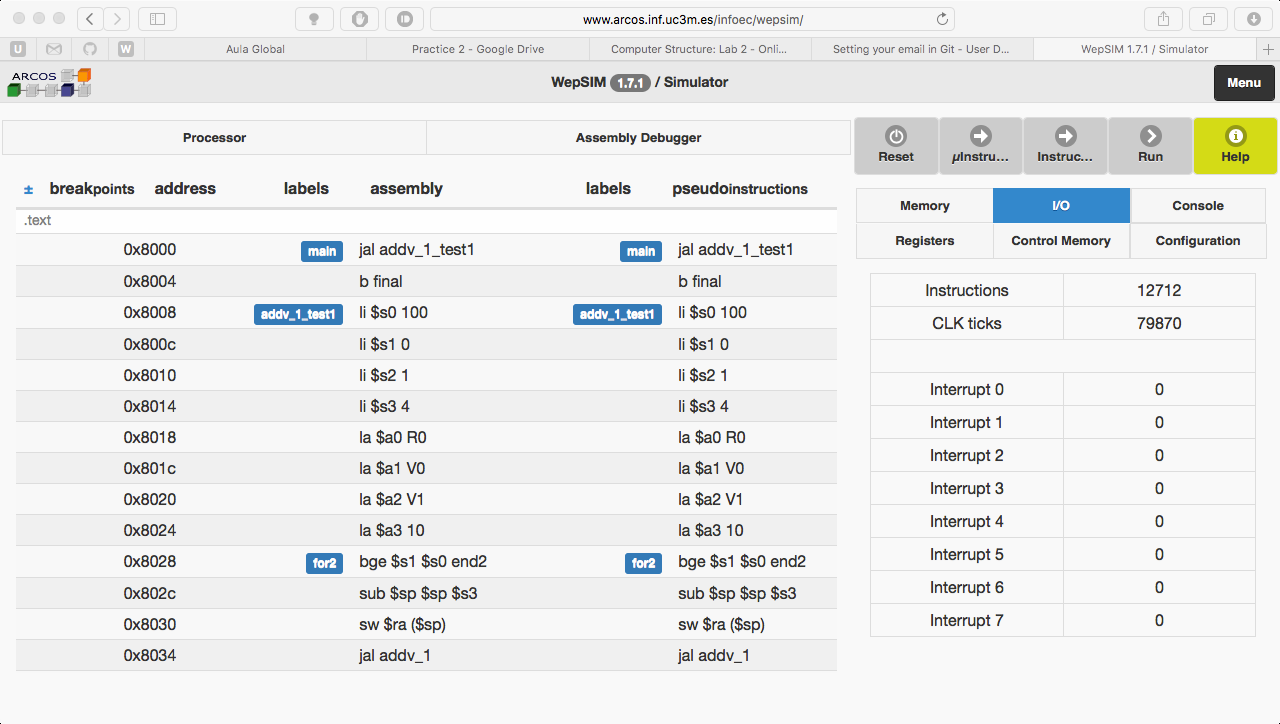 www.arcos.inf.uc3m.es/infoec/wepsim/
U W Aula Global Practice 2 - Google Drive Computer Structure: Lab 2 - Onli... Setting your email in Git - User D... WepSIM 1.7.1 / Simulator
ARCOS WepSIM 1.7.1 / Simulator Menu
Processor Assembly Debugger
Reset µInstru... Instruc... Run Help
± breakpoints address labels assembly labels pseudoinstructions
.text
0x8000 main jal addv_1_test1 main jal addv_1_test1
0x8004 b final b final
0x8008 addv_1_test1 li $s0 100 addv_1_test1 li $s0 100
0x800c li $s1 0 li $s1 0
0x8010 li $s2 1 li $s2 1
0x8014 li $s3 4 li $s3 4
0x8018 la $a0 R0 la $a0 R0
0x801c la $a1 V0 la $a1 V0
0x8020 la $a2 V1 la $a2 V1
0x8024 la $a3 10 la $a3 10
0x8028 for2 bge $s1 $s0 end2 for2 bge $s1 $s0 end2
0x802c sub $sp $sp $s3 sub $sp $sp $s3
0x8030 sw $ra ($sp) sw $ra ($sp)
0x8034 jal addv_1 jal addv_1
Memory I/O Console
Registers Control Memory Configuration
Instructions 12712
CLK ticks 79870
Interrupt 0 0
Interrupt 1 0
Interrupt 2 0
Interrupt 3 0
Interrupt 4 0
Interrupt 5 0
Interrupt 6 0
Interrupt 7 0